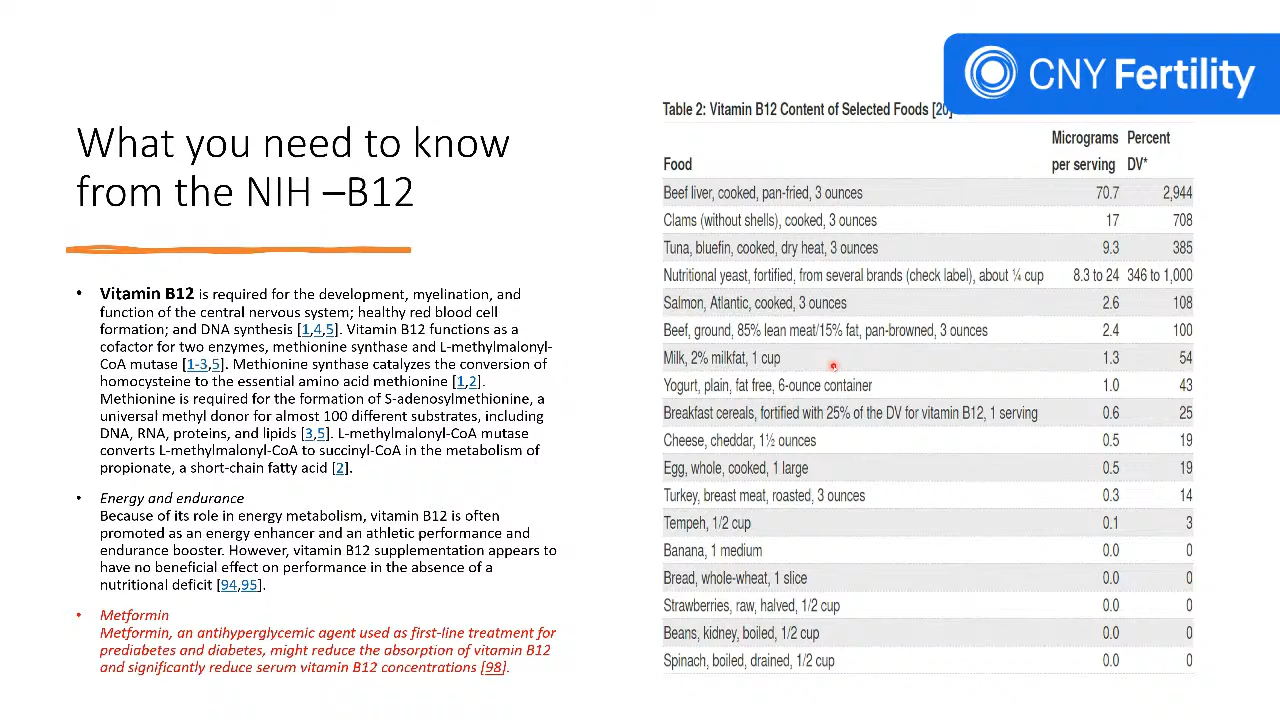 CNY Fertility
What you need to know
from the NIH –B12
• Vitamin B12 is required for the development, myelination, and
function of the central nervous system; healthy red blood cell
formation; and DNA synthesis [1,4,5]. Vitamin B12 functions as a
cofactor for two enzymes, methionine synthase and L-methylmalonyl-
CoA mutase [1-3,5]. Methionine synthase catalyzes the conversion of
homocysteine to the essential amino acid methionine [1,2].
Methionine is required for the formation of S-adenosylmethionine, a
universal methyl donor for almost 100 different substrates, including
DNA, RNA, proteins, and lipids [3,5]. L-methylmalonyl-CoA mutase
converts L-methylmalonyl-CoA to succinyl-CoA in the metabolism of
propionate, a short-chain fatty acid [2].
• Energy and endurance
Because of its role in energy metabolism, vitamin B12 is often
promoted as an energy enhancer and an athletic performance and
endurance booster. However, vitamin B12 supplementation appears to
have no beneficial effect on performance in the absence of a
nutritional deficit [94,95].
• Metformin
Metformin, an antihyperglycemic agent used as first-line treatment for
prediabetes and diabetes, might reduce the absorption of vitamin B12
and significantly reduce serum vitamin B12 concentrations [98].
Table 2: Vitamin B12 Content of Selected Foods [20]
Micrograms Percent
Food per serving DV*
Beef liver, cooked, pan-fried, 3 ounces 70.7 2,944
Clams (without shells), cooked, 3 ounces 17 708
Tuna, bluefin, cooked, dry heat, 3 ounces 9.3 385
Nutritional yeast, fortified, from several brands (check label), about ¼ cup 8.3 to 24 346 to 1,000
Salmon, Atlantic, cooked, 3 ounces 2.6 108
Beef, ground, 85% lean meat/15% fat, pan-browned, 3 ounces 2.4 100
Milk, 2% milkfat, 1 cup 1.3 54
Yogurt, plain, fat free, 6-ounce container 1.0 43
Breakfast cereals, fortified with 25% of the DV for vitamin B12, 1 serving 0.6 25
Cheese, cheddar, 1½ ounces 0.5 19
Egg, whole, cooked, 1 large 0.5 19
Turkey, breast meat, roasted, 3 ounces 0.3 14
Tempeh, 1/2 cup 0.1 3
Banana, 1 medium 0.0 0
Bread, whole-wheat, 1 slice 0.0 0
Strawberries, raw, halved, 1/2 cup 0.0 0
Beans, kidney, boiled, 1/2 cup 0.0 0
Spinach, boiled, drained, 1/2 cup 0.0 0